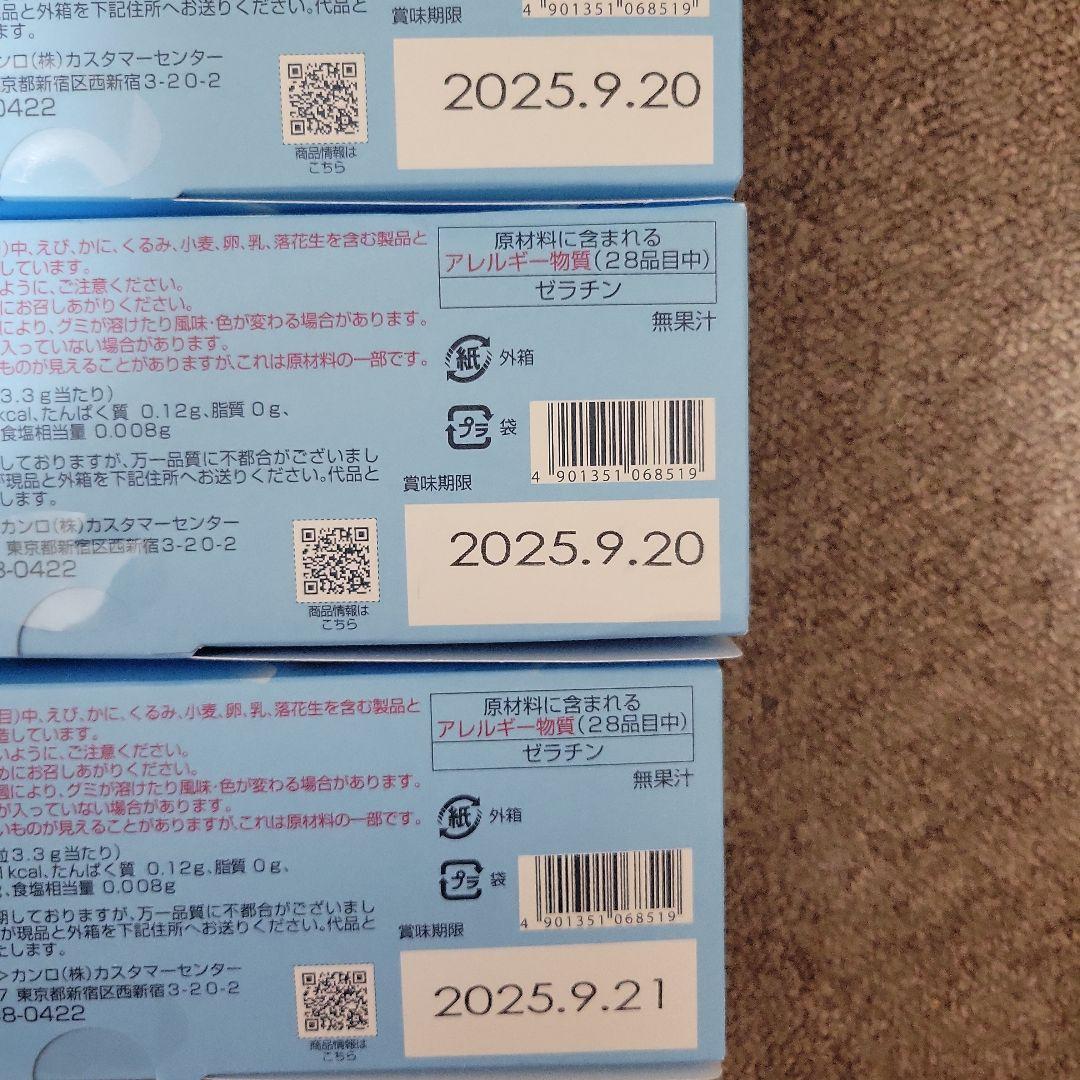 品と外箱を下記住所へお送りください。代品と
ます。
カンロ(株)カスタマーセンター
東京都新宿区西新宿3-20-2
0422
商品情報は
こちら
賞味期限
4 901351 068519
2025.9.20
)中、えび、かに、くるみ、小麦、卵、乳、落花生を含む製品と
しています。
ように、ご注意ください。
にお召しあがりください。
により、グミが溶けたり風味・色が変わる場合があります。
入っていない場合があります。
ものが見えることがありますが、これは原材料の一部です。
3.3g当たり)
kcal、たんぱく質 0.12g、脂質 0g、
食塩相当量 0.008g
しておりますが、万一品質に不都合がございまし
が現品と外箱を下記住所へお送りください。代品と
します。
カンロ(株)カスタマーセンター
東京都新宿区西新宿3-20-2
8-0422
商品情報は
こちら
原材料に含まれる
アレルギー物質(28品目中)
ゼラチン
無果汁
紙 外箱
プラ 袋
4 901351 068519
賞味期限
2025.9.20
目)中、えび、かに、くるみ、小麦、卵、乳、落花生を含む製品と
造しています。
いように、ご注意ください。
めにお召しあがりください。
により、グミが溶けたり風味・色が変わる場合があります。
が入っていない場合があります。
いものが見えることがありますが、これは原材料の一部です。
粒3.3g当たり)
1kcal、たんぱく質 0.12g、脂質 0g、
、食塩相当量 0.008g
期しておりますが、万一品質に不都合がございまし
が現品と外箱を下記住所へお送りください。代品と
たします。
>カンロ(株)カスタマーセンター
7 東京都新宿区西新宿3-20-2
88-0422
商品情報は
こちら
原材料に含まれる
アレルギー物質(28品目中)
ゼラチン
無果汁
紙 外箱
プラ 袋
4 901351 068519
賞味期限
2025.9.21